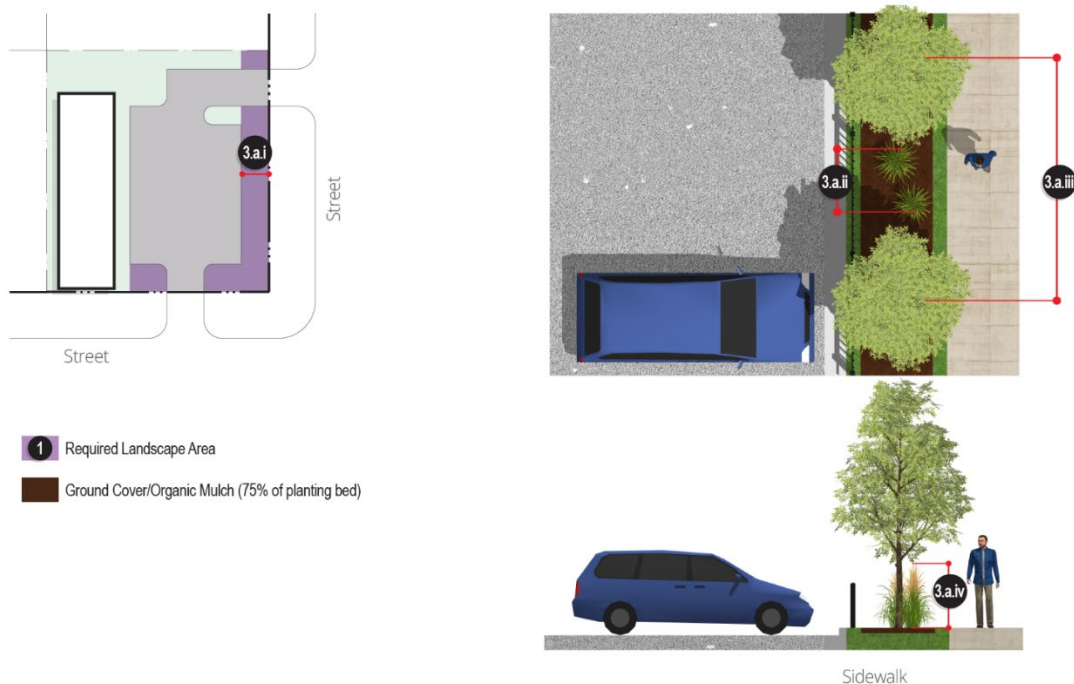 3.a.i
Street
Street
1 Required Landscape Area
Ground Cover/Organic Mulch (75% of planting bed)
3.a.ii
3.a.iii
3.a.iv
Sidewalk